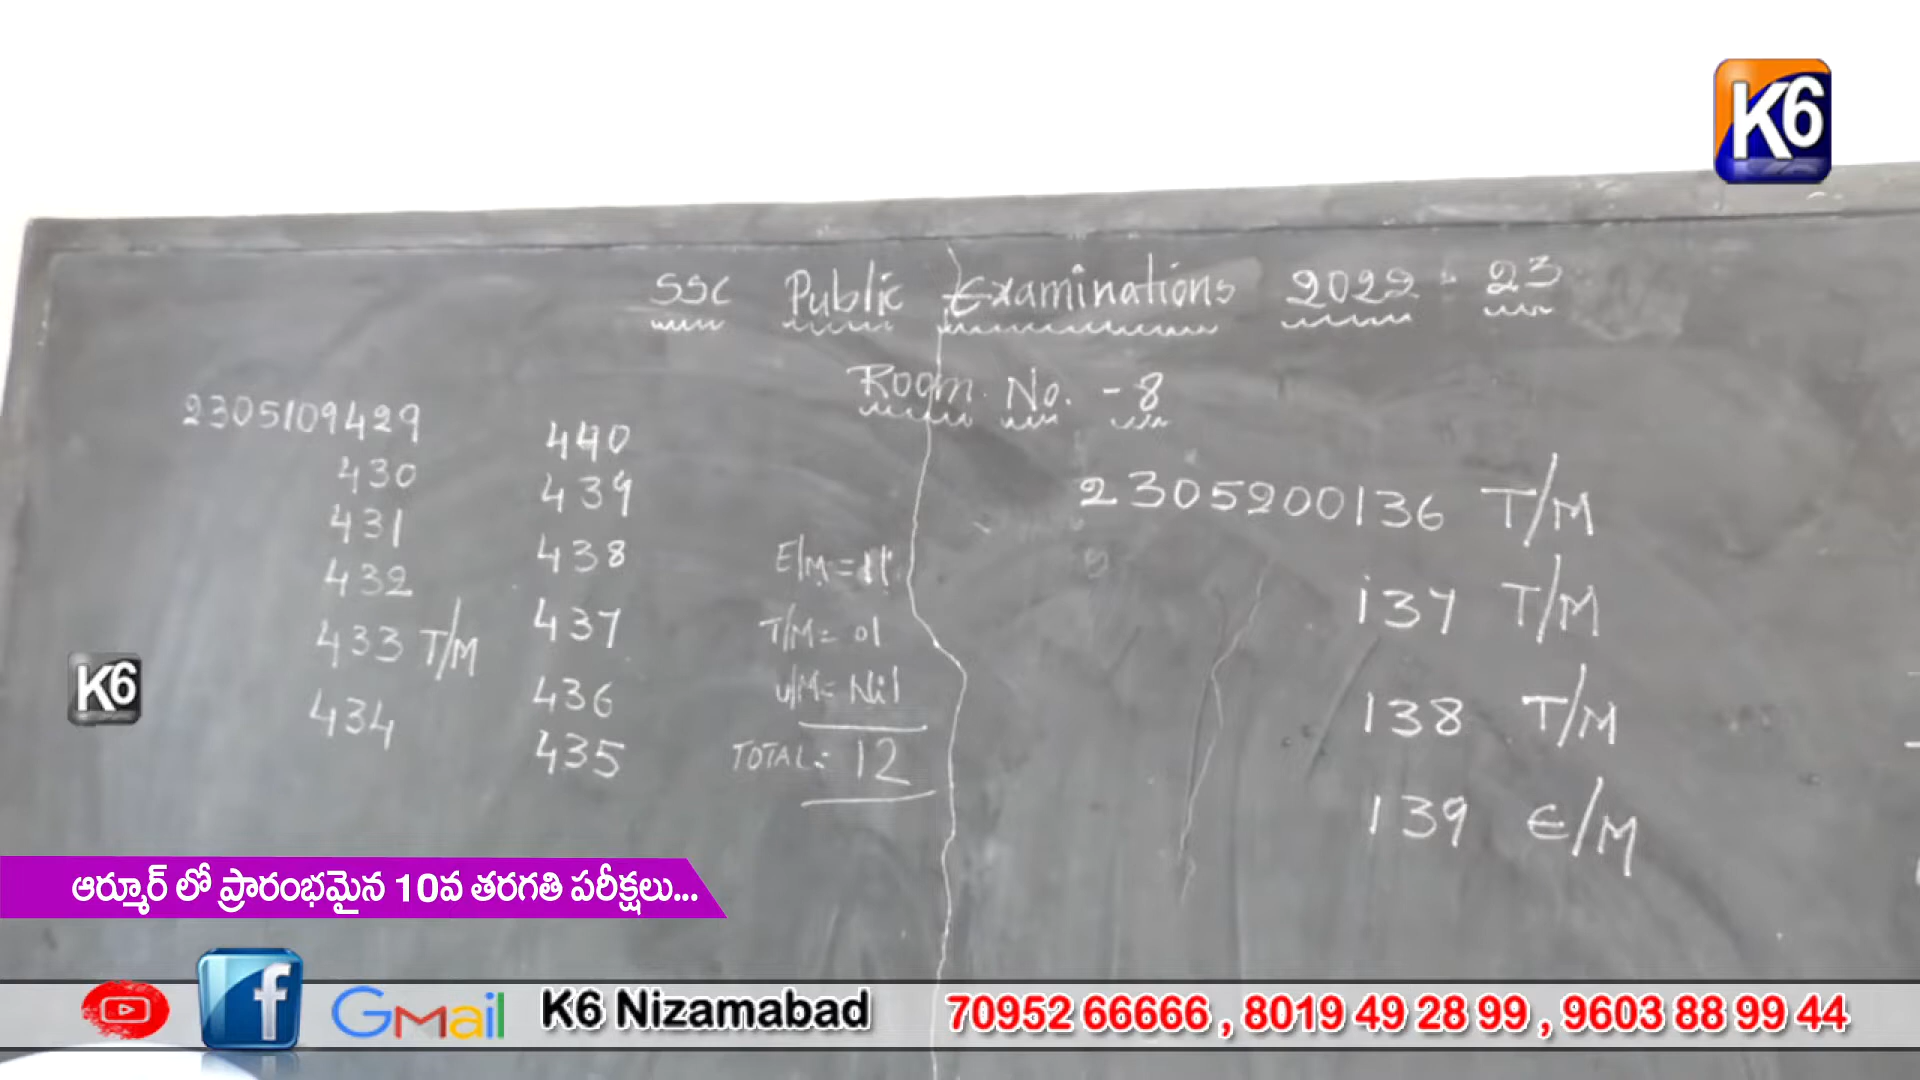 K6
SSC Public Examinations 2022-23
Room No. - 8
2305109429 440
430 439
431 438
432 437
433 T/M 436
434 435
E/M = 11
T/M = 01
U/M = Nil
TOTAL = 12
2305200136 T/M
137 T/M
138 T/M
139 E/M
K6
ఆర్మూర్ లో ప్రారంభమైన 10వ తరగతి పరీక్షలు...
f Gmail K6 Nizamabad 70952 66666 , 8019 49 28 99 , 9603 88 99 44